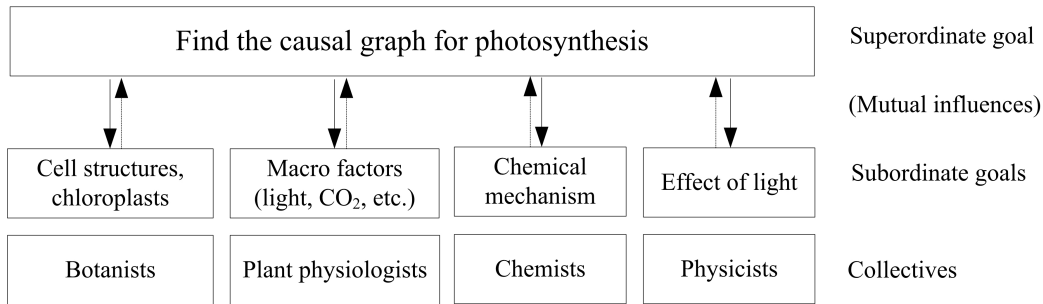 Find the causal graph for photosynthesis
Superordinate goal
(Mutual influences)
Cell structures,
chloroplasts
Macro factors
(light, CO₂, etc.)
Chemical
mechanism
Effect of light
Subordinate goals
Botanists
Plant physiologists
Chemists
Physicists
Collectives